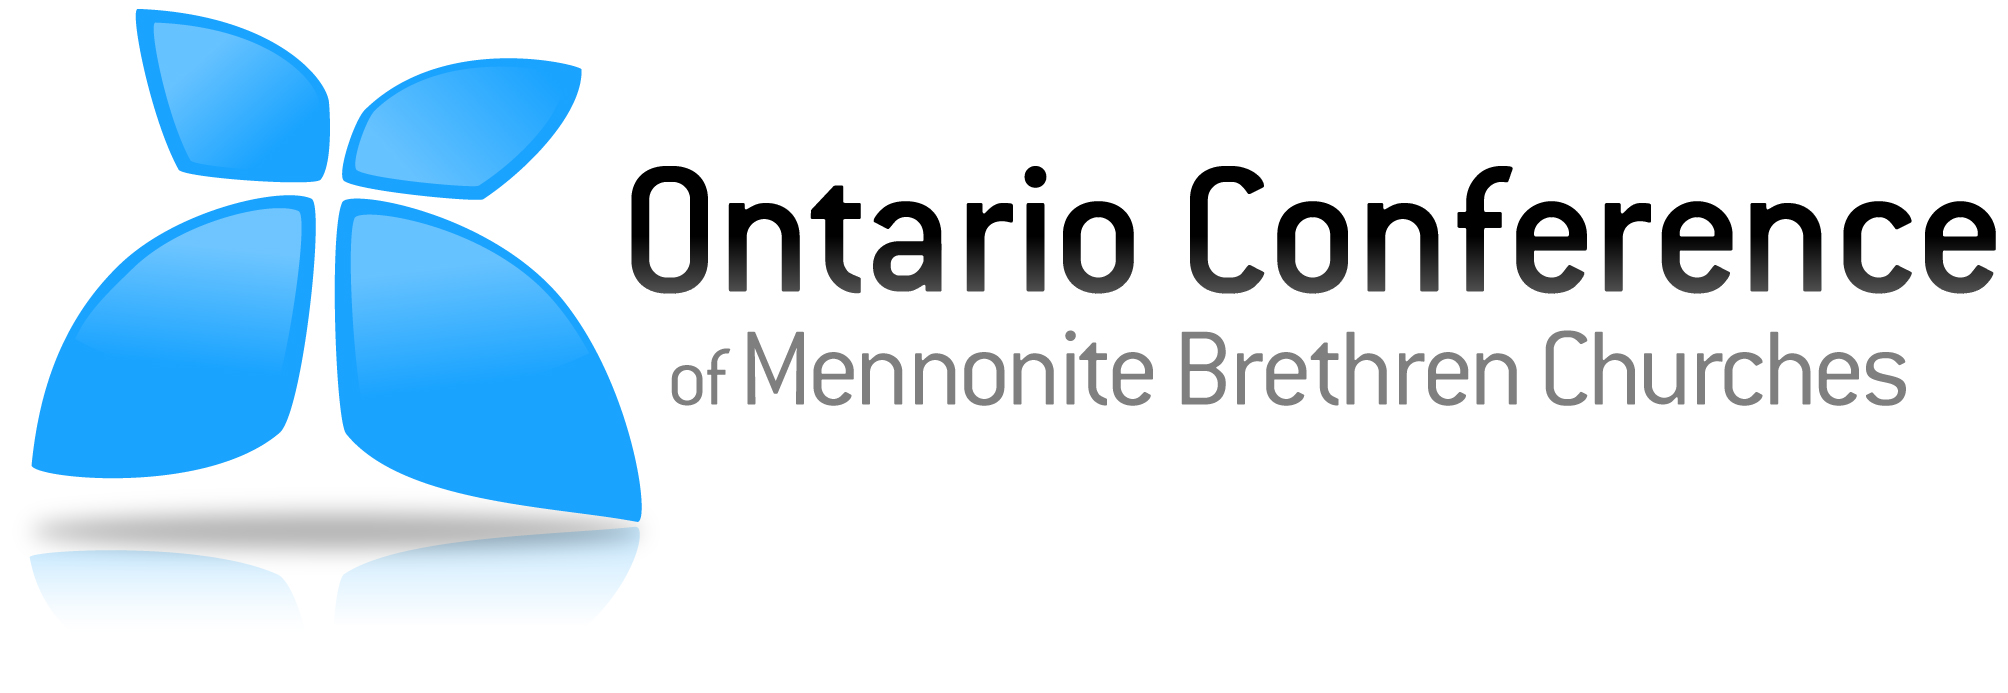 Ontario Conference
of Mennonite Brethren Churches